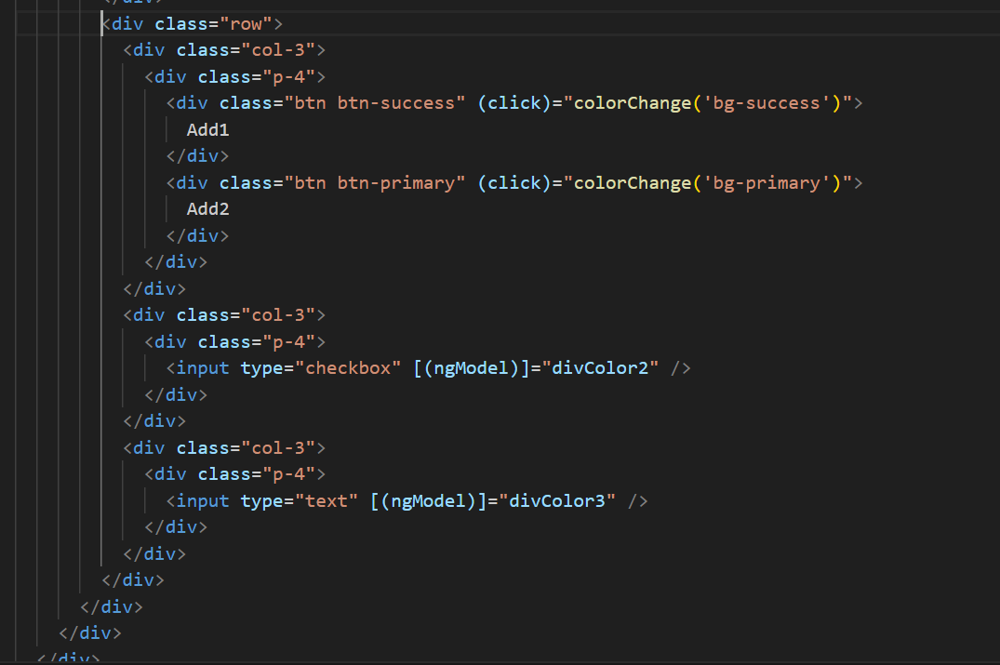 </div>
<div class="row">
<div class="col-3">
<div class="p-4">
<div class="btn btn-success" (click)="colorChange('bg-success')">
Add1
</div>
<div class="btn btn-primary" (click)="colorChange('bg-primary')">
Add2
</div>
</div>
</div>
<div class="col-3">
<div class="p-4">
<input type="checkbox" [(ngModel)]="divColor2" />
</div>
</div>
<div class="col-3">
<div class="p-4">
<input type="text" [(ngModel)]="divColor3" />
</div>
</div>
</div>
</div>
</div>
</div>